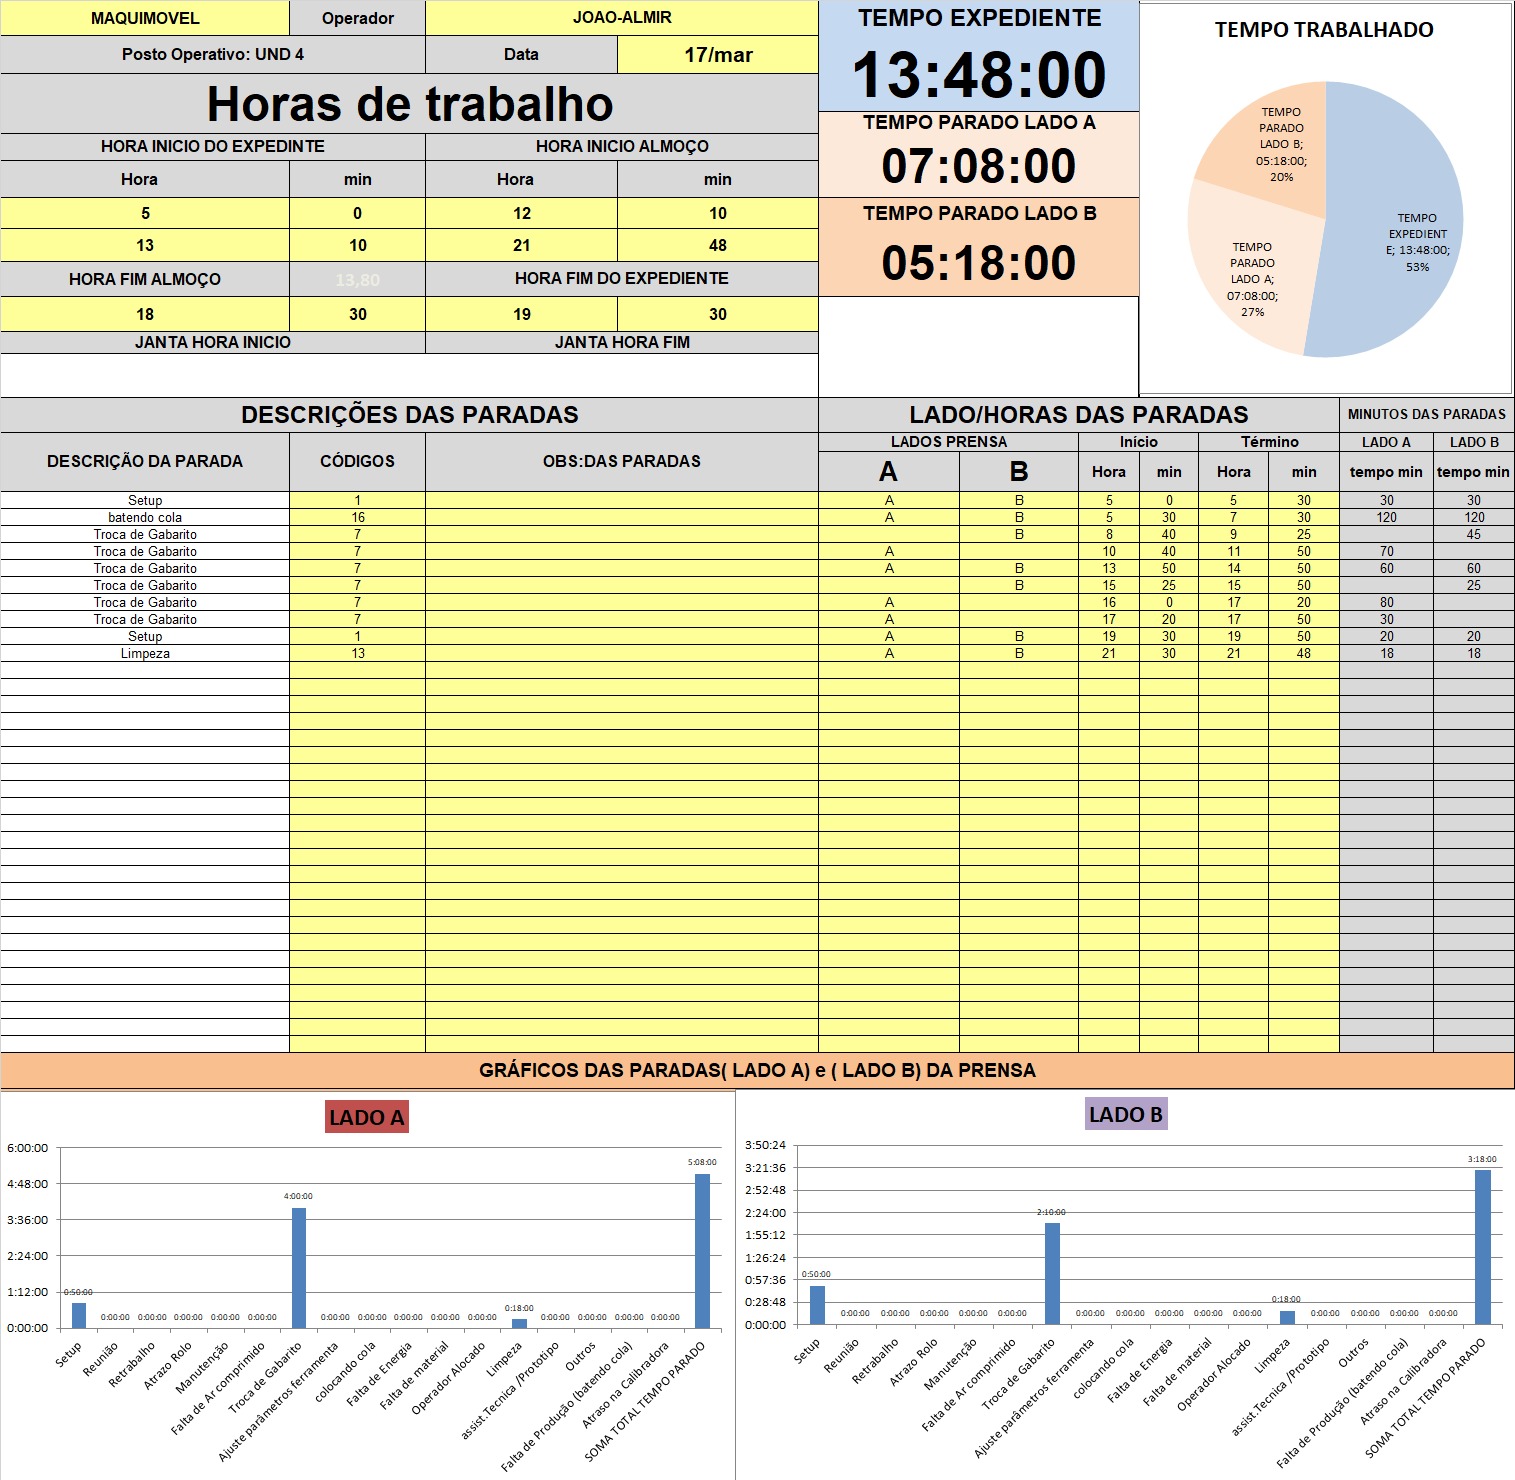 MAQUIMOVEL Operador JOAO-ALMIR
Posto Operativo: UND 4 Data 17/mar
Horas de trabalho
HORA INICIO DO EXPEDINTE HORA INICIO ALMOÇO
Hora min Hora min
5 0 12 10
13 10 21 48
HORA FIM ALMOÇO 13,80 HORA FIM DO EXPEDIENTE
18 30 19 30
JANTA HORA INICIO JANTA HORA FIM
TEMPO EXPEDIENTE
13:48:00
TEMPO PARADO LADO A
07:08:00
TEMPO PARADO LADO B
05:18:00
TEMPO TRABALHADO
TEMPO
PARADO
LADO B;
05:18:00;
20%
TEMPO
EXPEDIENT
E; 13:48:00;
53%
TEMPO
PARADO
LADO A;
07:08:00;
27%
DESCRIÇÕES DAS PARADAS LADO/HORAS DAS PARADAS MINUTOS DAS PARADAS
LADOS PRENSA Início Término LADO A LADO B
DESCRIÇÃO DA PARADA CÓDIGOS OBS:DAS PARADAS A B Hora min Hora min tempo min tempo min
Setup 1 A B 5 0 5 30 30 30
batendo cola 16 A B 5 30 7 30 120 120
Troca de Gabarito 7 B 8 40 9 25 45
Troca de Gabarito 7 A 10 40 11 50 70
Troca de Gabarito 7 A B 13 50 14 50 60 60
Troca de Gabarito 7 B 15 25 15 50 25
Troca de Gabarito 7 A 16 0 17 20 80
Troca de Gabarito 7 A 17 20 17 50 30
Setup 1 A B 19 30 19 50 20 20
Limpeza 13 A B 21 30 21 48 18 18
GRÁFICOS DAS PARADAS( LADO A) e ( LADO B) DA PRENSA
LADO A
6:00:00
4:48:00
3:36:00
2:24:00
1:12:00
0:00:00
0:50:00 0:00:00 0:00:00 0:00:00 0:00:00 0:00:00 4:00:00 0:00:00 0:00:00 0:00:00 0:00:00 0:00:00 0:18:00 0:00:00 0:00:00 0:00:00 0:00:00 5:08:00
Setup
Reunião
Retrabalho
Atrazo Rolo
Manutenção
Falta de Ar comprimido
Troca de Gabarito
Ajuste parâmetros ferramenta
colocando cola
Falta de Energia
Falta de material
Operador Alocado
Limpeza
assist.Tecnica /Prototipo
Outros
Falta de Produção (batendo cola)
Atraso na Calibradora
SOMA TOTAL TEMPO PARADO
LADO B
3:50:24
3:21:36
2:52:48
2:24:00
1:55:12
1:26:24
0:57:36
0:28:48
0:00:00
0:50:00 0:00:00 0:00:00 0:00:00 0:00:00 0:00:00 2:10:00 0:00:00 0:00:00 0:00:00 0:00:00 0:00:00 0:18:00 0:00:00 0:00:00 0:00:00 0:00:00 3:18:00
Setup
Reunião
Retrabalho
Atrazo Rolo
Manutenção
Falta de Ar comprimido
Troca de Gabarito
Ajuste parâmetros ferramenta
colocando cola
Falta de Energia
Falta de material
Operador Alocado
Limpeza
assist.Tecnica /Prototipo
Outros
Falta de Produção (batendo cola)
Atraso na Calibradora
SOMA TOTAL TEMPO PARADO